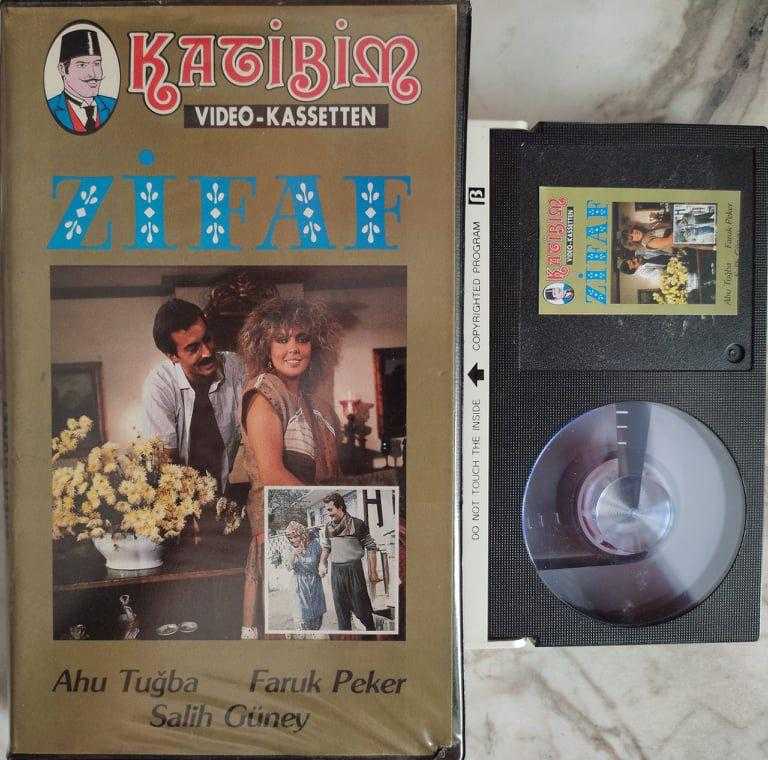 KATİBİM
VIDEO-KASSETTEN
ZİFAF
Ahu Tuğba Faruk Peker
Salih Güney
DO NOT TOUCH THE INSIDE COPYRIGHTED PROGRAM β
KATİBİM
VIDEO-KASSETTEN
ZİFAF
Ahu Tuğba Faruk Peker